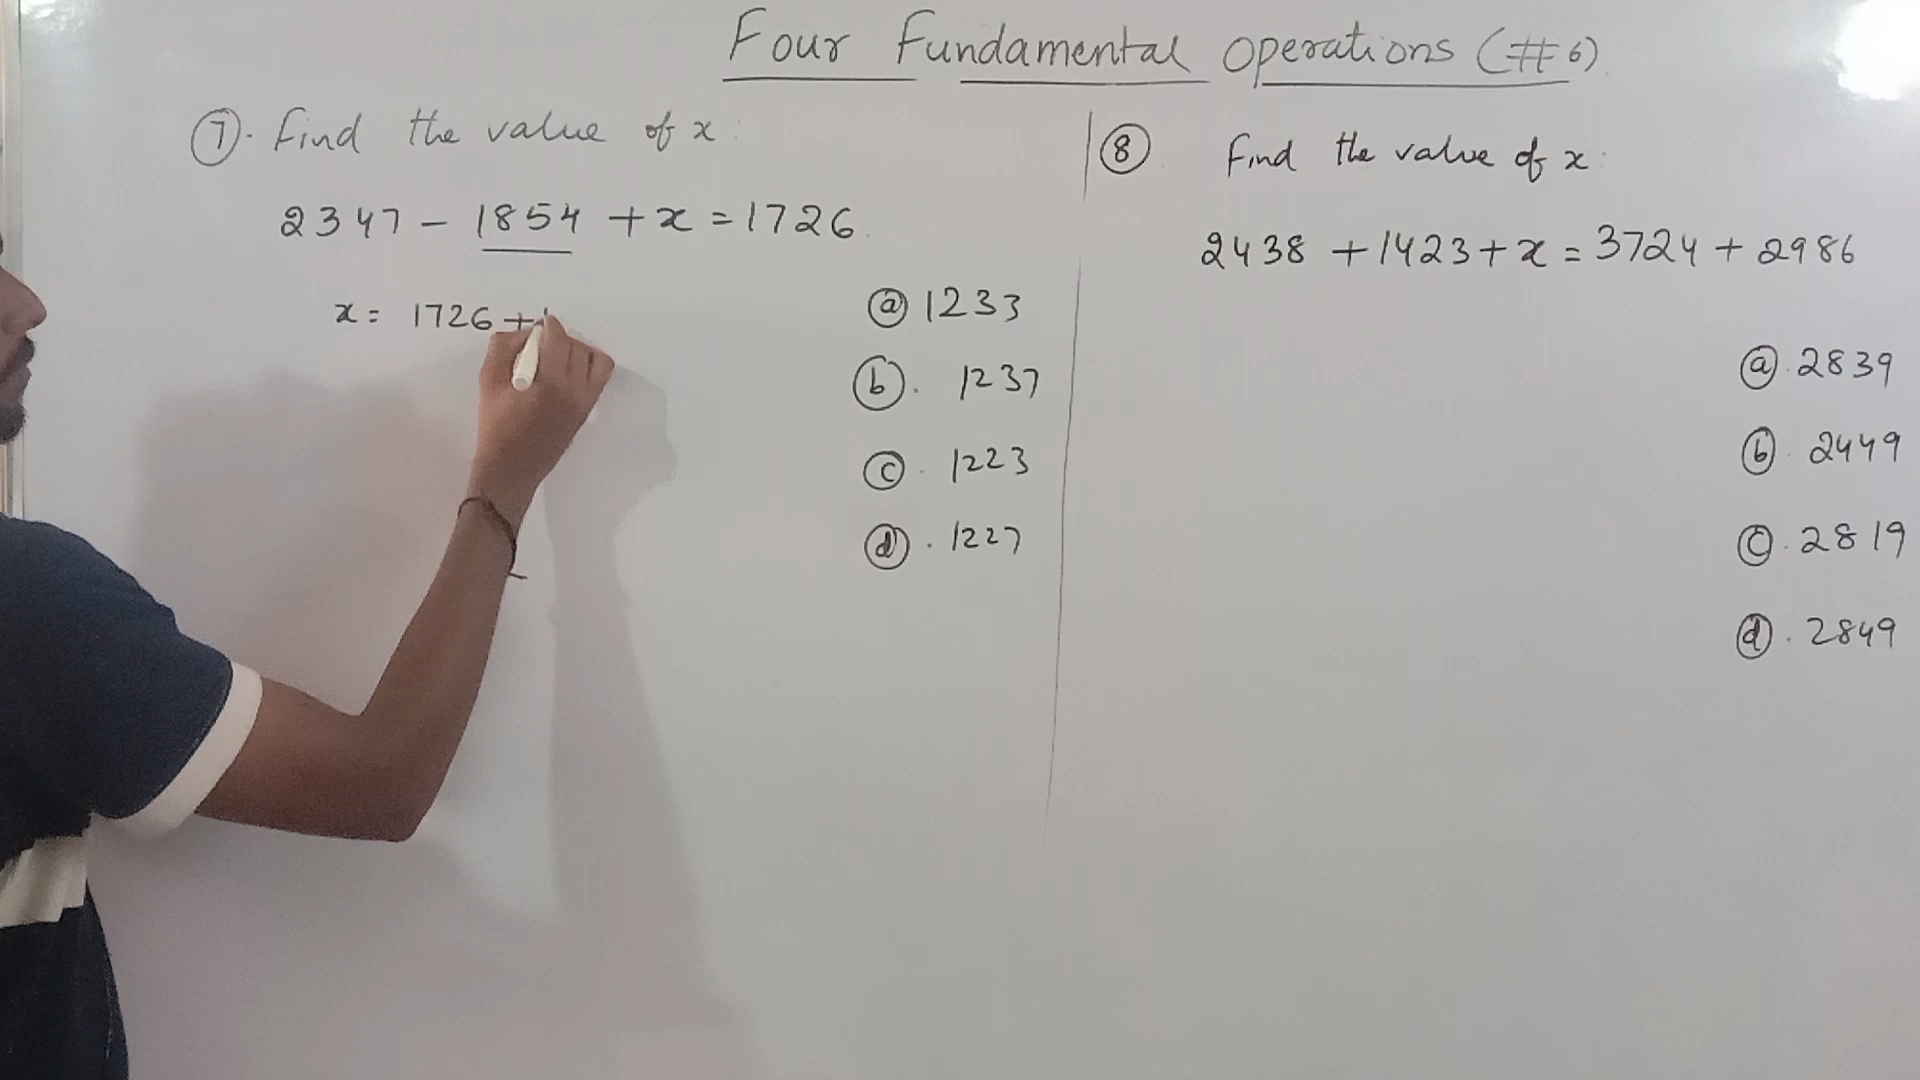 Four Fundamental Operations (#6)
7. Find the value of x:
2347 - 1854 + x = 1726.
x = 1726 +
a 1233
b. 1237
c. 1223
d. 1227
8 Find the value of x:
2438 + 1423 + x = 3724 + 2986
a. 2839
b. 2449
c. 2819
d. 2849